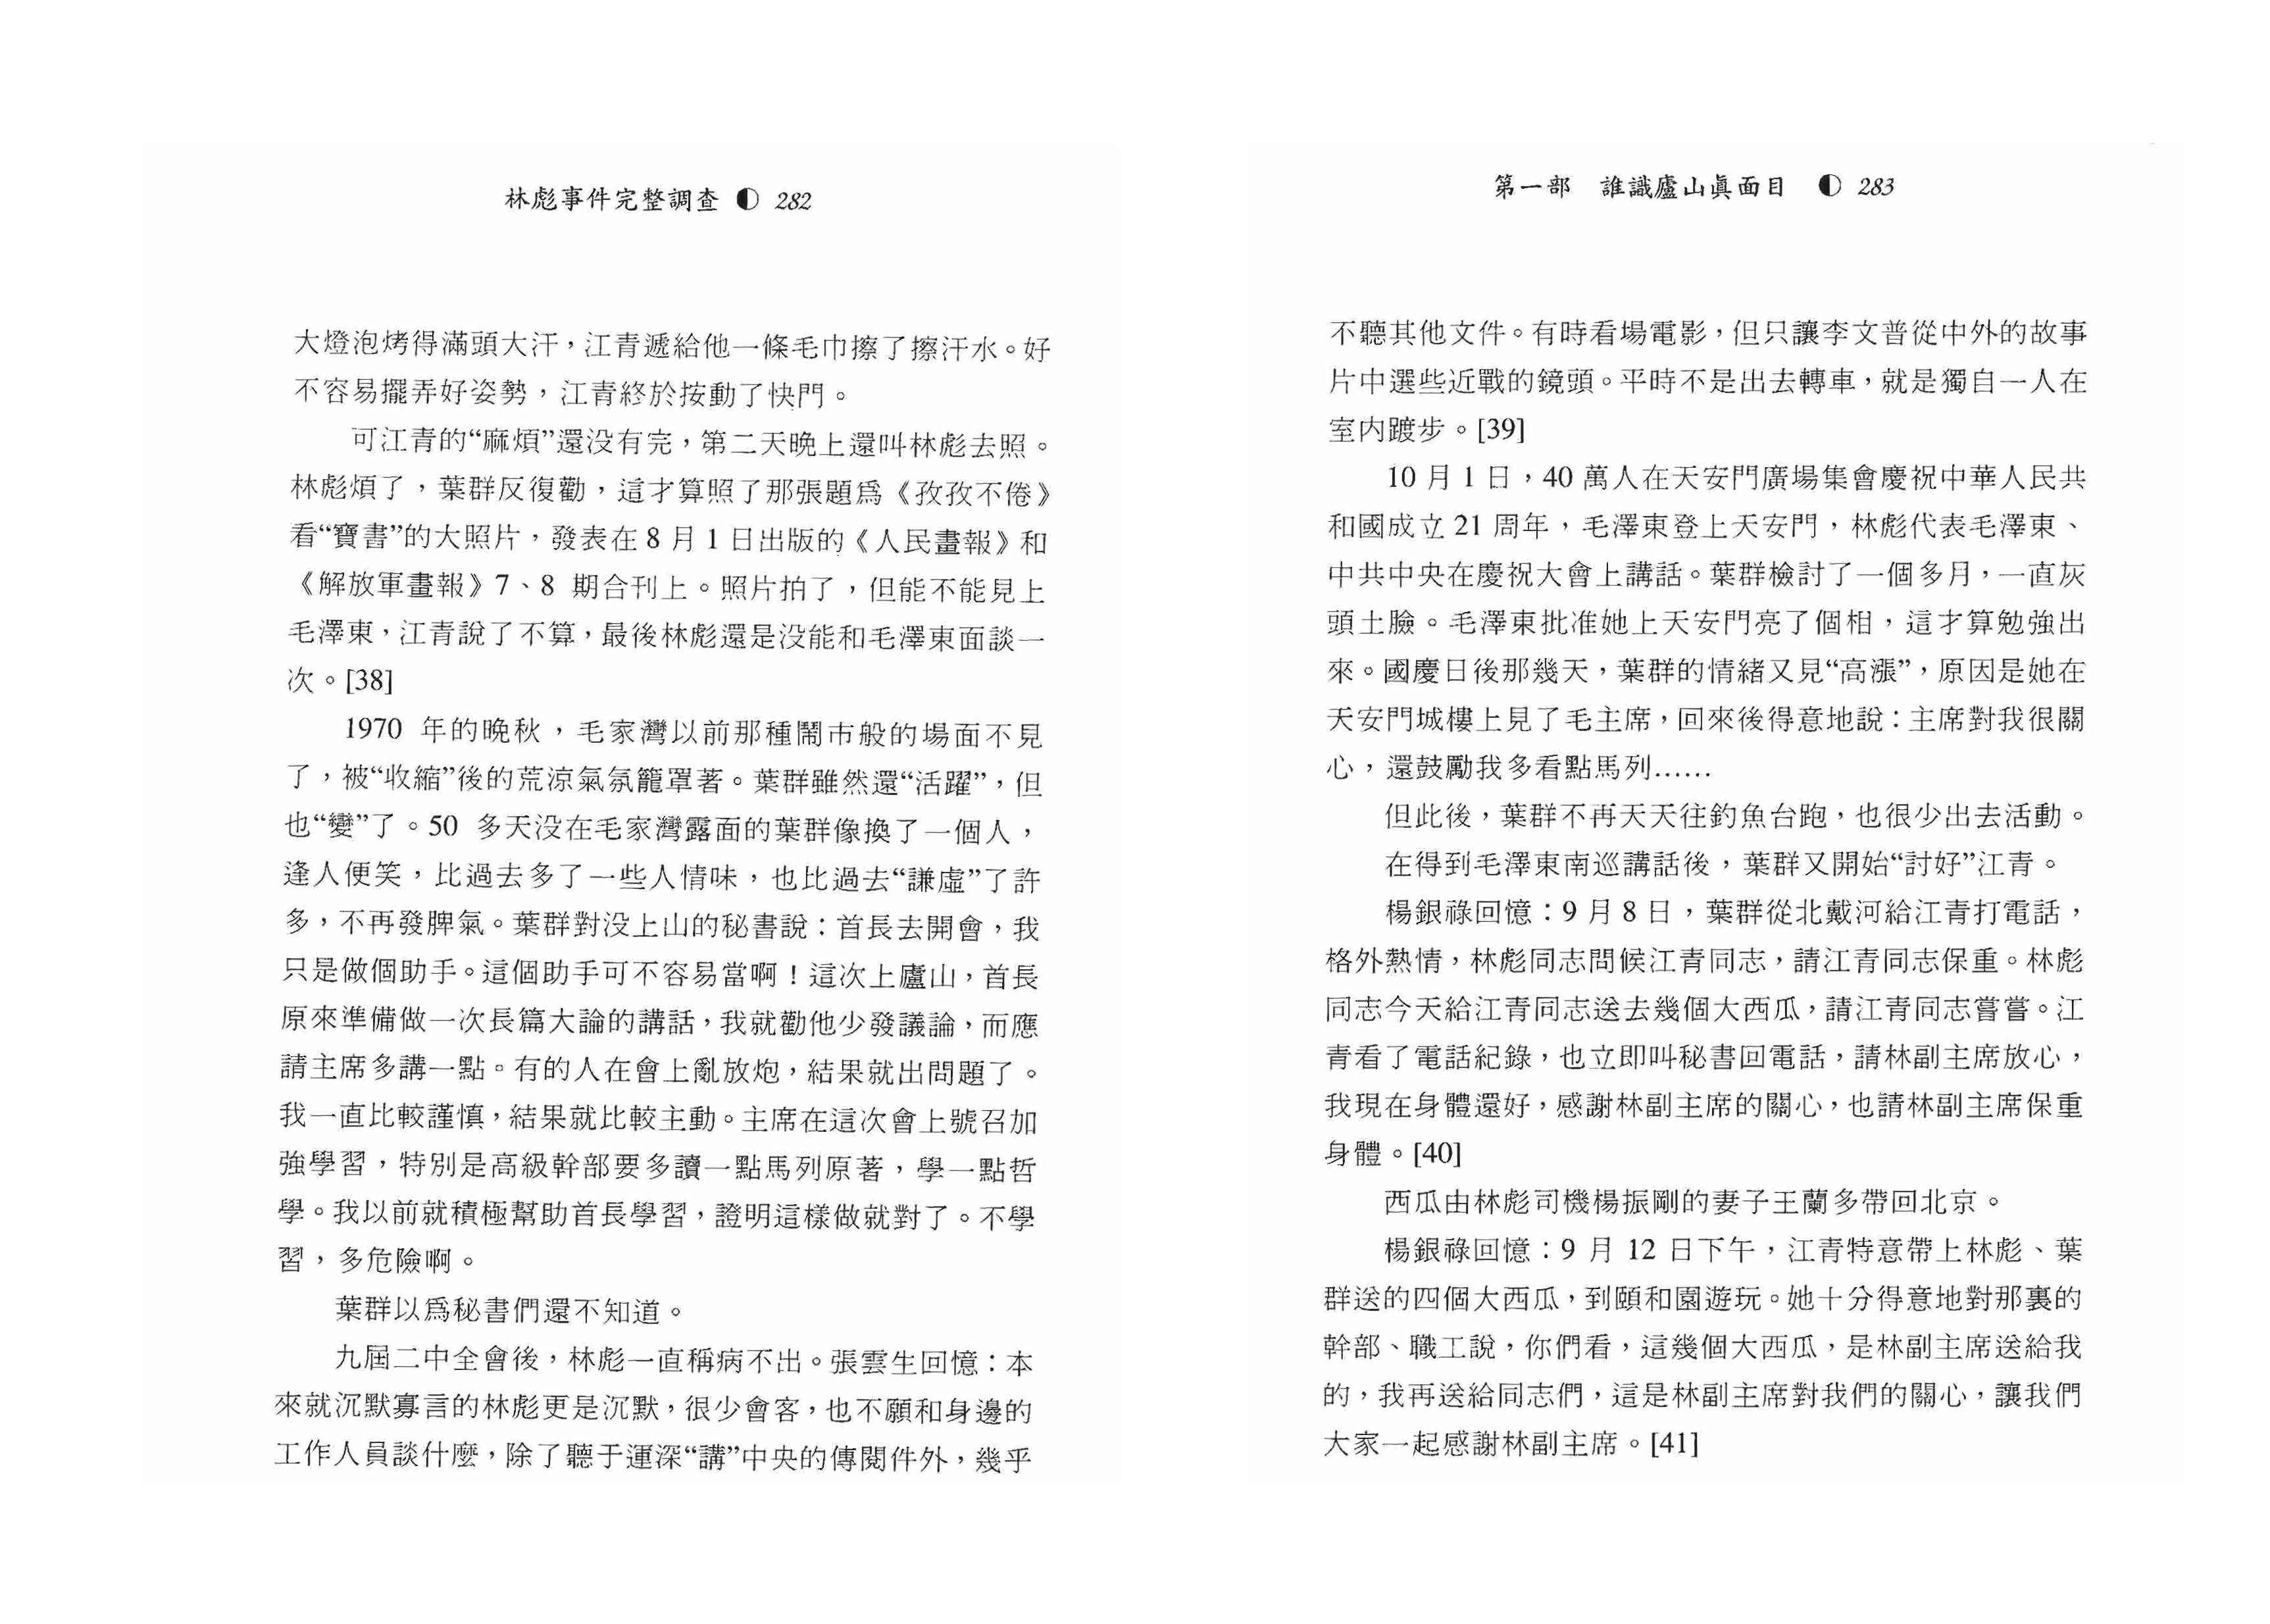 林彪事件完整調查 ◐ 282
大燈泡烤得滿頭大汗，江青遞給他一條毛巾擦了擦汗水。好
不容易擺弄好姿勢，江青終於按動了快門。
可江青的“麻煩”還没有完，第二天晚上還叫林彪去照。
林彪煩了，葉群反復勸，這才算照了那張題爲《孜孜不倦》
看“寶書”的大照片，發表在 8 月 1 日出版的《人民畫報》和
《解放軍畫報》7、8 期合刊上。照片拍了，但能不能見上
毛澤東，江青說了不算，最後林彪還是没能和毛澤東面談一
次。[38]
1970 年的晚秋，毛家灣以前那種鬧市般的場面不見
了，被“收縮”後的荒凉氣氛籠罩著。葉群雖然還“活躍”，但
也“變”了。50 多天没在毛家灣露面的葉群像換了一個人，
逢人便笑，比過去多了一些人情味，也比過去“謙虛”了許
多，不再發脾氣。葉群對没上山的秘書說：首長去開會，我
只是做個助手。這個助手可不容易當啊！這次上廬山，首長
原來準備做一次長篇大論的講話，我就勸他少發議論，而應
請主席多講一點。有的人在會上亂放炮，結果就出問題了。
我一直比較謹慎，結果就比較主動。主席在這次會上號召加
強學習，特別是高級幹部要多讀一點馬列原著，學一點哲
學。我以前就積極幫助首長學習，證明這樣做就對了。不學
習，多危險啊。
葉群以爲秘書們還不知道。
九屆二中全會後，林彪一直稱病不出。張雲生回憶：本
來就沉默寡言的林彪更是沉默，很少會客，也不願和身邊的
工作人員談什麼，除了聽于運深“講”中央的傳閱件外，幾乎
第一部 誰識廬山真面目 ◐ 283
不聽其他文件。有時看場電影，但只讓李文普從中外的故事
片中選些近戰的鏡頭。平時不是出去轉車，就是獨自一人在
室内踱步。[39]
10 月 1 日，40 萬人在天安門廣場集會慶祝中華人民共
和國成立 21 周年，毛澤東登上天安門，林彪代表毛澤東、
中共中央在慶祝大會上講話。葉群檢討了一個多月，一直灰
頭土臉。毛澤東批准她上天安門亮了個相，這才算勉強出
來。國慶日後那幾天，葉群的情緒又見“高漲”，原因是她在
天安門城樓上見了毛主席，回來後得意地說：主席對我很關
心，還鼓勵我多看點馬列……
但此後，葉群不再天天往釣魚台跑，也很少出去活動。
在得到毛澤東南巡講話後，葉群又開始“討好”江青。
楊銀祿回憶：9 月 8 日，葉群從北戴河給江青打電話，
格外熱情，林彪同志問候江青同志，請江青同志保重。林彪
同志今天給江青同志送去幾個大西瓜，請江青同志嘗嘗。江
青看了電話紀錄，也立即叫秘書回電話，請林副主席放心，
我現在身體還好，感謝林副主席的關心，也請林副主席保重
身體。[40]
西瓜由林彪司機楊振剛的妻子王蘭多帶回北京。
楊銀祿回憶：9 月 12 日下午，江青特意帶上林彪、葉
群送的四個大西瓜，到頤和園遊玩。她十分得意地對那裏的
幹部、職工說，你們看，這幾個大西瓜，是林副主席送給我
的，我再送給同志們，這是林副主席對我們的關心，讓我們
大家一起感謝林副主席。[41]